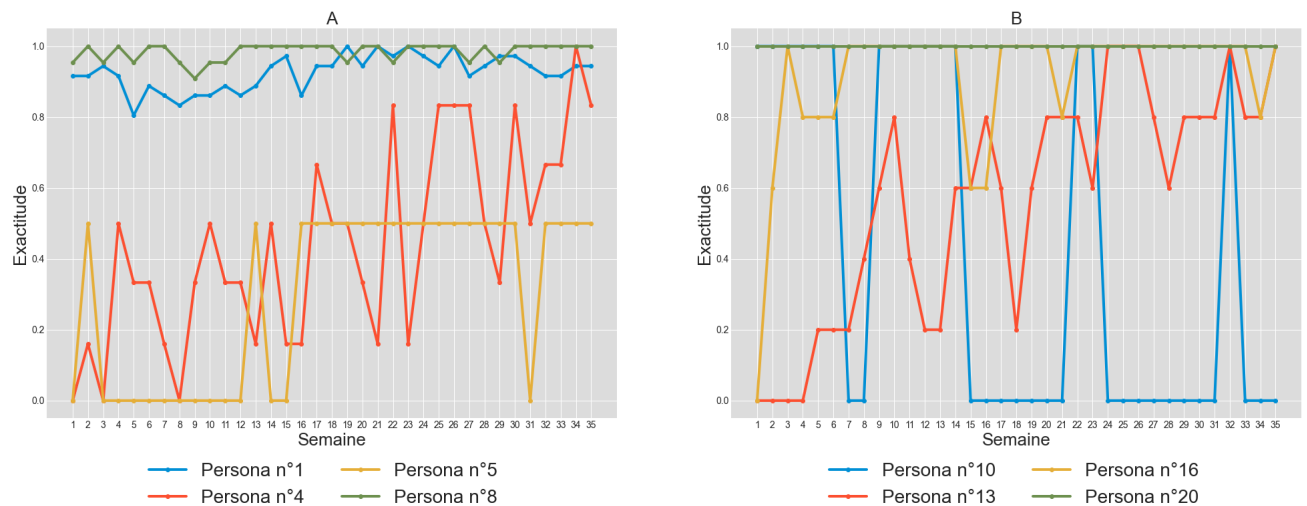 A
1.0
0.8
0.6
0.4
0.2
0.0
Exactitude
1 2 3 4 5 6 7 8 9 10 11 12 13 14 15 16 17 18 19 20 21 22 23 24 25 26 27 28 29 30 31 32 33 34 35
Semaine
Persona n°1
Persona n°5
Persona n°4
Persona n°8
B
1.0
0.8
0.6
0.4
0.2
0.0
Exactitude
1 2 3 4 5 6 7 8 9 10 11 12 13 14 15 16 17 18 19 20 21 22 23 24 25 26 27 28 29 30 31 32 33 34 35
Semaine
Persona n°10
Persona n°16
Persona n°13
Persona n°20